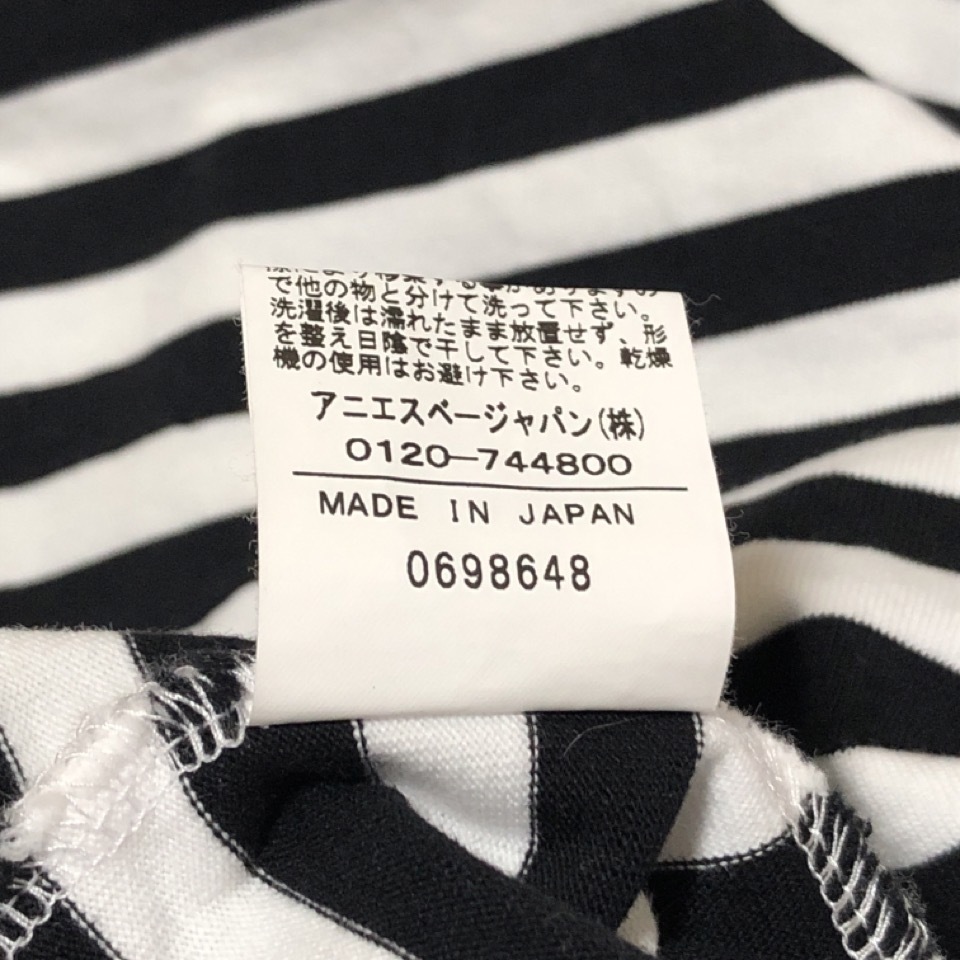 で他の物と分けて洗って下さい。
洗濯後は濡れたまま放置せず、形
を整え日陰で干して下さい。乾燥
機の使用はお避け下さい。
アニエスベージャパン(株)
0120-744800
MADE IN JAPAN
0698648